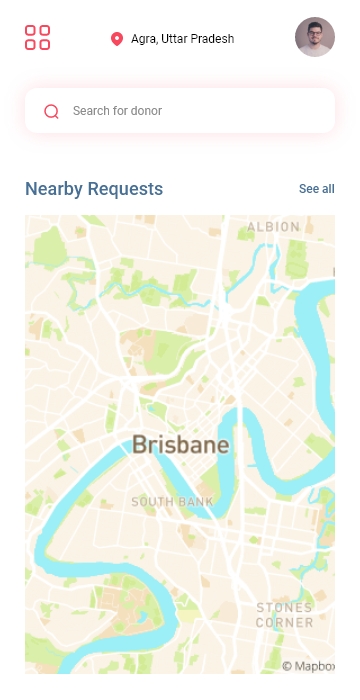 Agra, Uttar Pradesh
Search for donor
Nearby Requests
See all
ALBION
Brisbane
SOUTH BANK
STONES
CORNER
© Mapbox